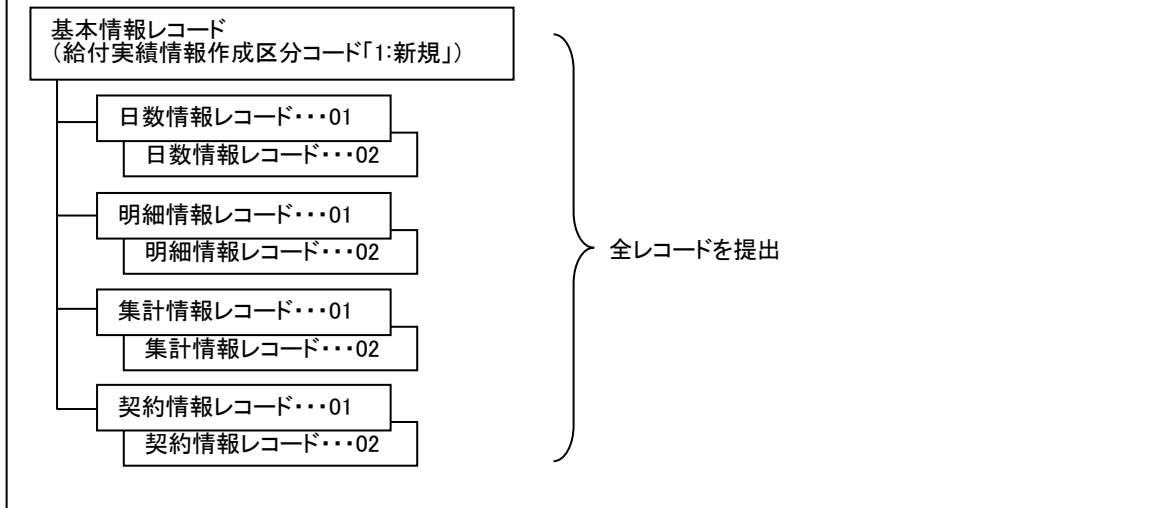 基本情報レコード
（給付実績情報作成区分コード「1:新規」）
日数情報レコード・・・01
日数情報レコード・・・02
明細情報レコード・・・01
明細情報レコード・・・02
全レコードを提出
集計情報レコード・・・01
集計情報レコード・・・02
契約情報レコード・・・01
契約情報レコード・・・02